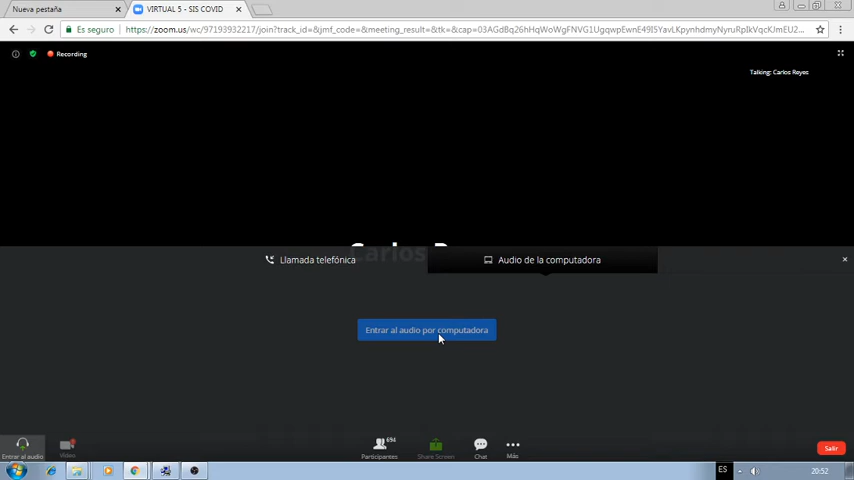 Nueva pestaña
VIRTUAL 5 - SIS COVID
Es seguro
https://zoom.us/wc/97193932217/join?track_id=&jmf_code=&meeting_result=&tk=&cap=
Recording
Talking: Carlos Reyes
Carlos R
Llamada telefónica
Audio de la computadora
Entrar al audio por computadora
694
Entrar al audio
Video
Participantes
Share Screen
Chat
Más
Salir
ES
20:52